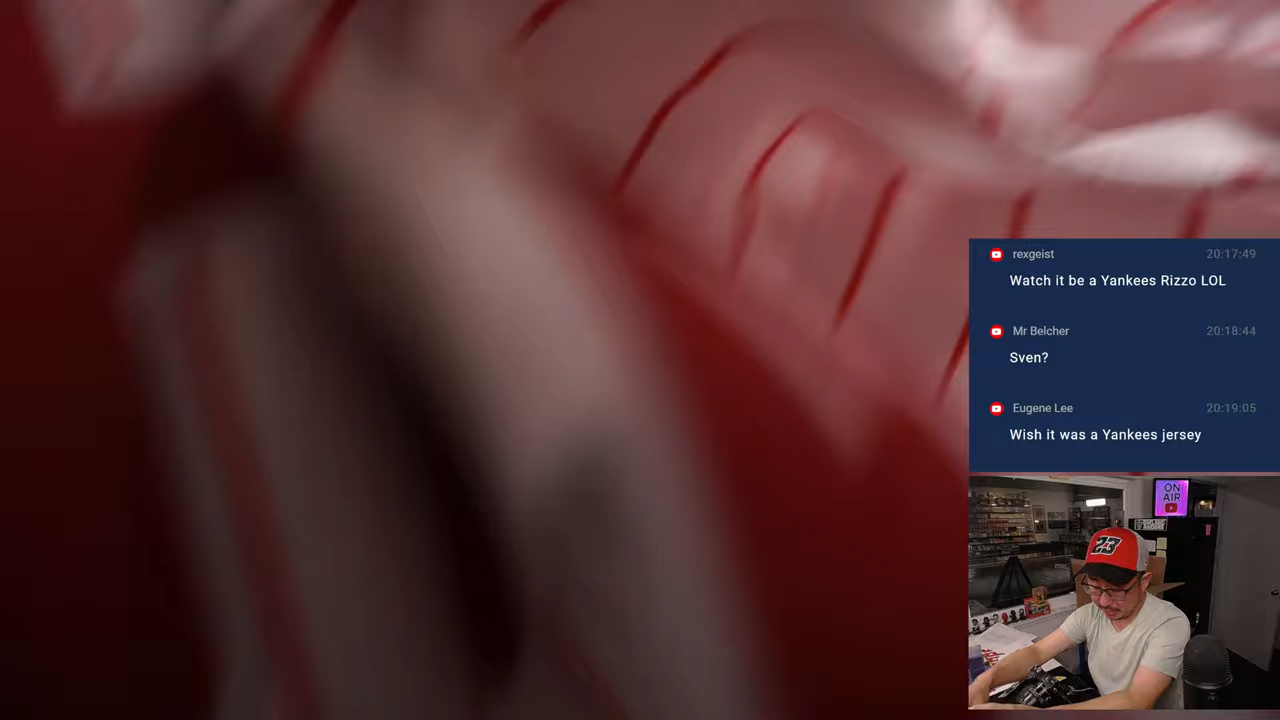 rexgeist 20:17:49
Watch it be a Yankees Rizzo LOL
Mr Belcher 20:18:44
Sven?
Eugene Lee 20:19:05
Wish it was a Yankees jersey
ON
AIR
23